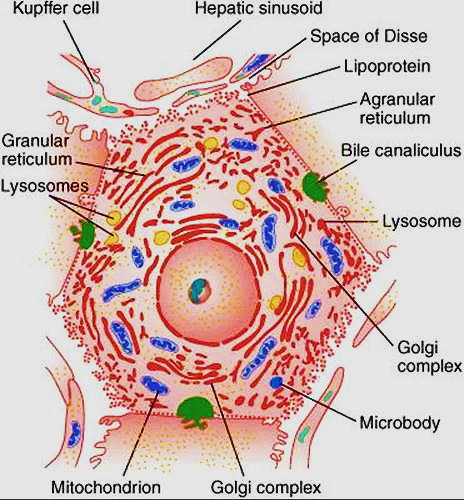 Kupffer cell
Hepatic sinusoid
Space of Disse
Lipoprotein
Agranular
reticulum
Granular
reticulum
Bile canaliculus
Lysosomes
Lysosome
Golgi
complex
Microbody
Mitochondrion
Golgi complex